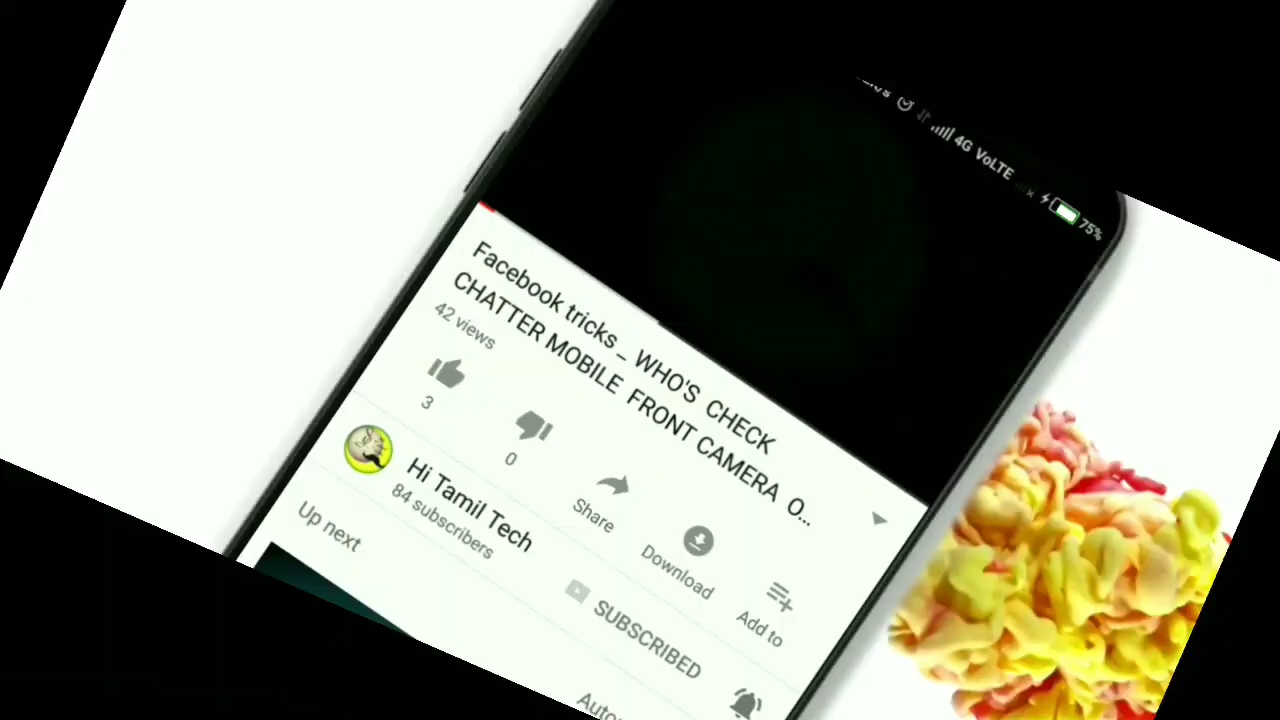 4G VoLTE 75%
Facebook tricks _ WHO'S CHECK
CHATTER MOBILE FRONT CAMERA O...
42 views
3
0
Share
Download
Add to
Hi Tamil Tech
84 subscribers
SUBSCRIBED
Up next